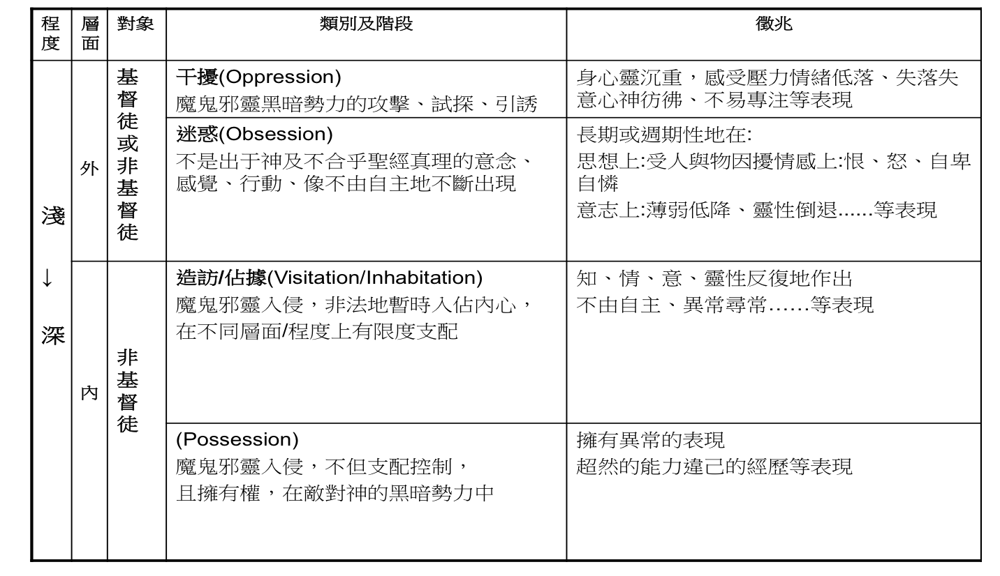 程度
層面
對象
類別及階段
徵兆
淺
↓
深
外
基督徒或非基督徒
干擾(Oppression)
魔鬼邪靈黑暗勢力的攻擊、試探、引誘
身心靈沉重，感受壓力情緒低落、失落失
意心神彷彿、不易專注等表現
迷惑(Obsession)
不是出于神及不合乎聖經真理的意念、
感覺、行動、像不由自主地不斷出現
長期或週期性地在:
思想上:受人與物因擾情感上:恨、怒、自卑
自憐
意志上:薄弱低降、靈性倒退......等表現
內
非基督徒
造訪/佔據(Visitation/Inhabitation)
魔鬼邪靈入侵，非法地暫時入佔內心，
在不同層面/程度上有限度支配
知、情、意、靈性反復地作出
不由自主、異常尋常……等表現
(Possession)
魔鬼邪靈入侵，不但支配控制，
且擁有權，在敵對神的黑暗勢力中
擁有異常的表現
超然的能力違己的經歷等表現